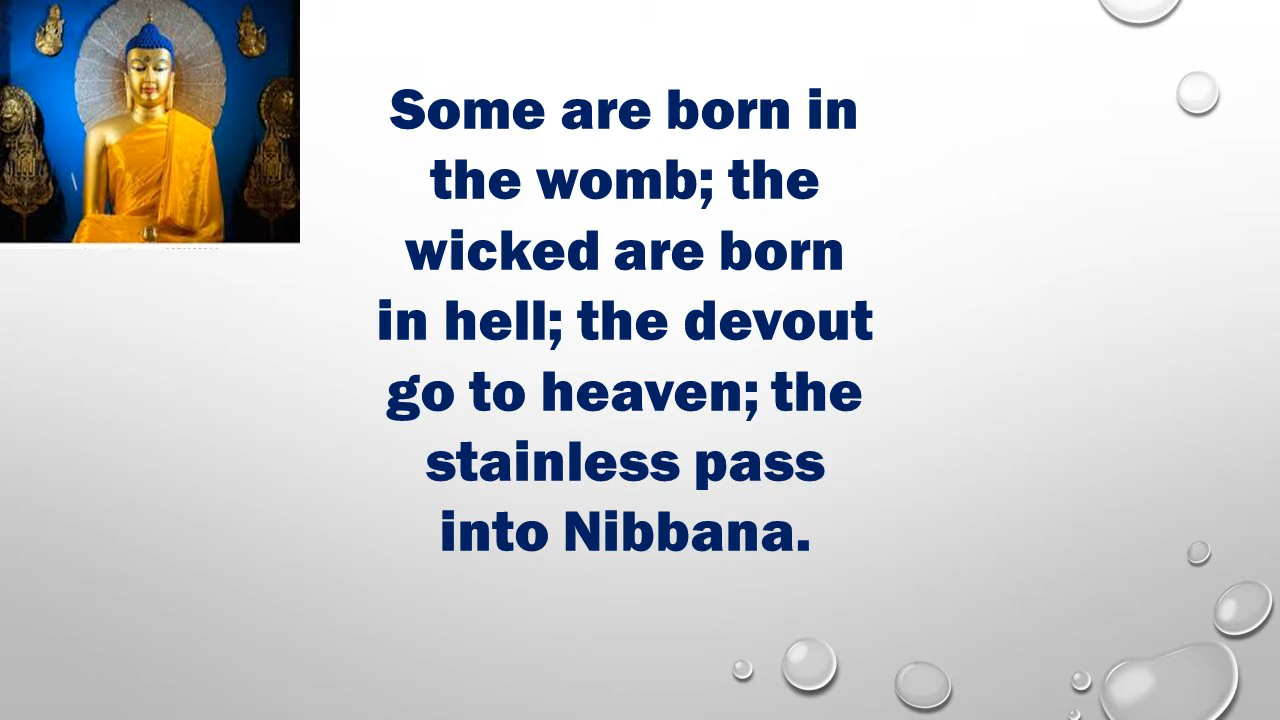 Some are born in
the womb; the
wicked are born
in hell; the devout
go to heaven; the
stainless pass
into Nibbana.